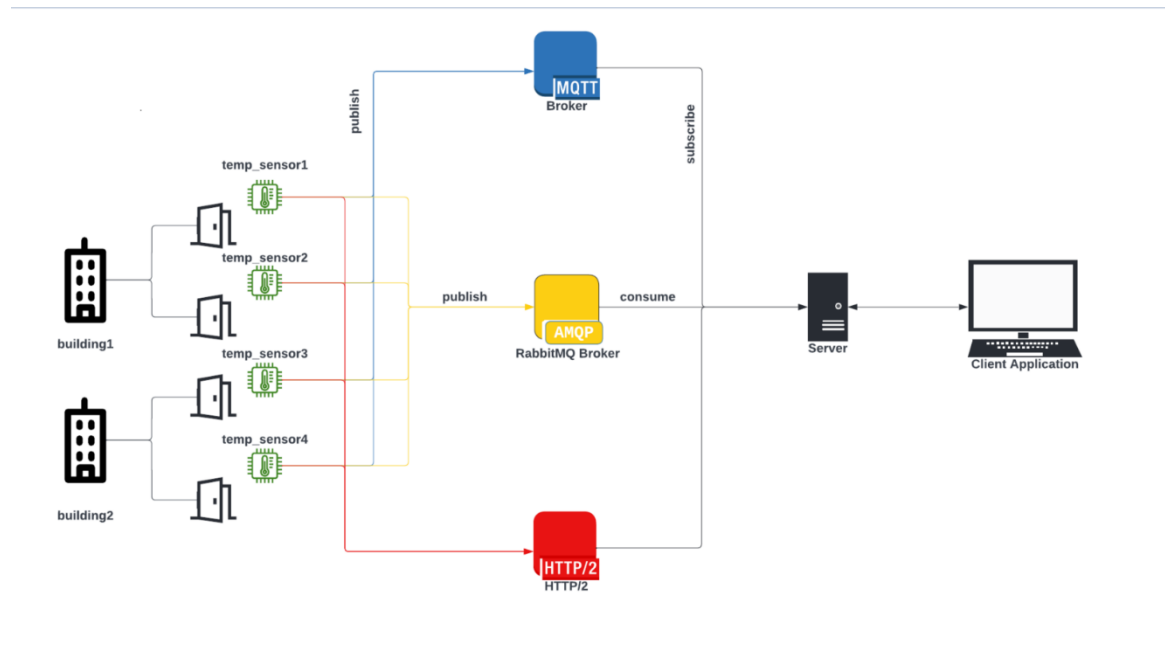 MQTT
Broker
publish
subscribe
temp_sensor1
temp_sensor2
building1
publish
consume
AMQP
RabbitMQ Broker
Server
Client Application
temp_sensor3
temp_sensor4
building2
HTTP/2
HTTP/2